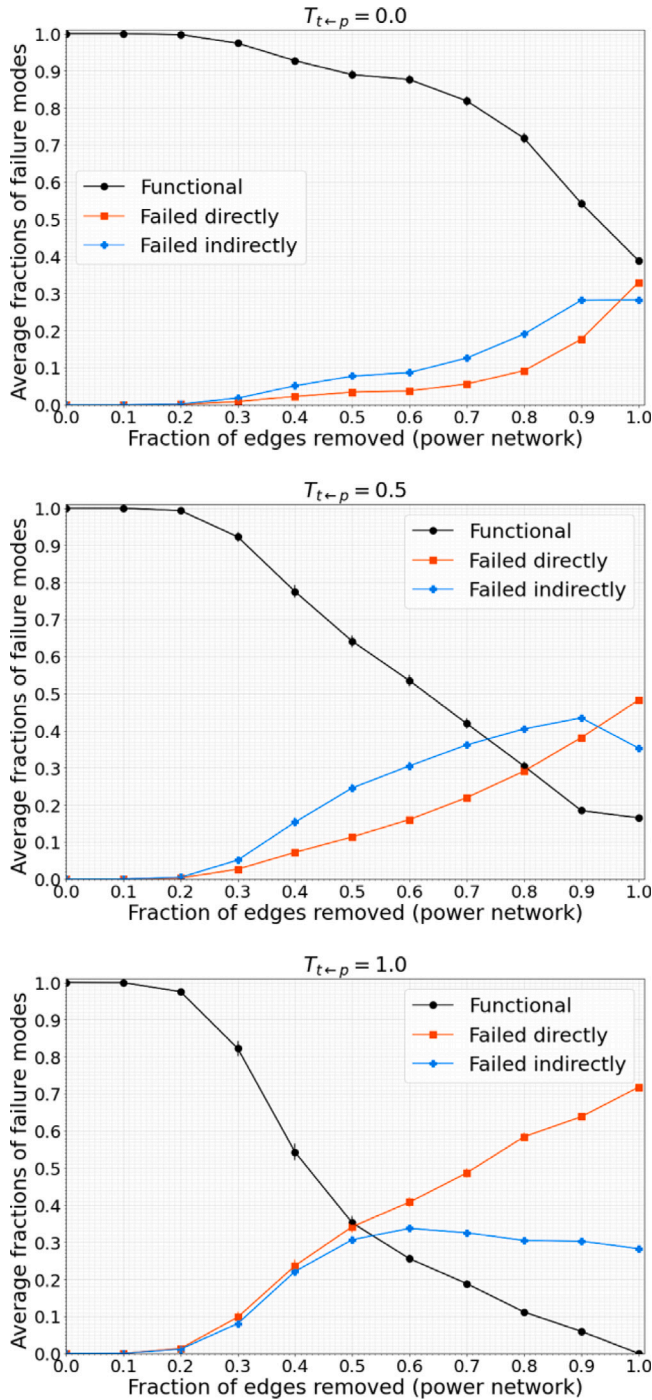 T_{t←p} = 0.0
Average fractions of failure modes
1.0
0.9
0.8
0.7
0.6
0.5
0.4
0.3
0.2
0.1
0.0
Functional
Failed directly
Failed indirectly
0.0 0.1 0.2 0.3 0.4 0.5 0.6 0.7 0.8 0.9 1.0
Fraction of edges removed (power network)
T_{t←p} = 0.5
Average fractions of failure modes
1.0
0.9
0.8
0.7
0.6
0.5
0.4
0.3
0.2
0.1
0.0
Functional
Failed directly
Failed indirectly
0.0 0.1 0.2 0.3 0.4 0.5 0.6 0.7 0.8 0.9 1.0
Fraction of edges removed (power network)
T_{t←p} = 1.0
Average fractions of failure modes
1.0
0.9
0.8
0.7
0.6
0.5
0.4
0.3
0.2
0.1
0.0
Functional
Failed directly
Failed indirectly
0.0 0.1 0.2 0.3 0.4 0.5 0.6 0.7 0.8 0.9 1.0
Fraction of edges removed (power network)